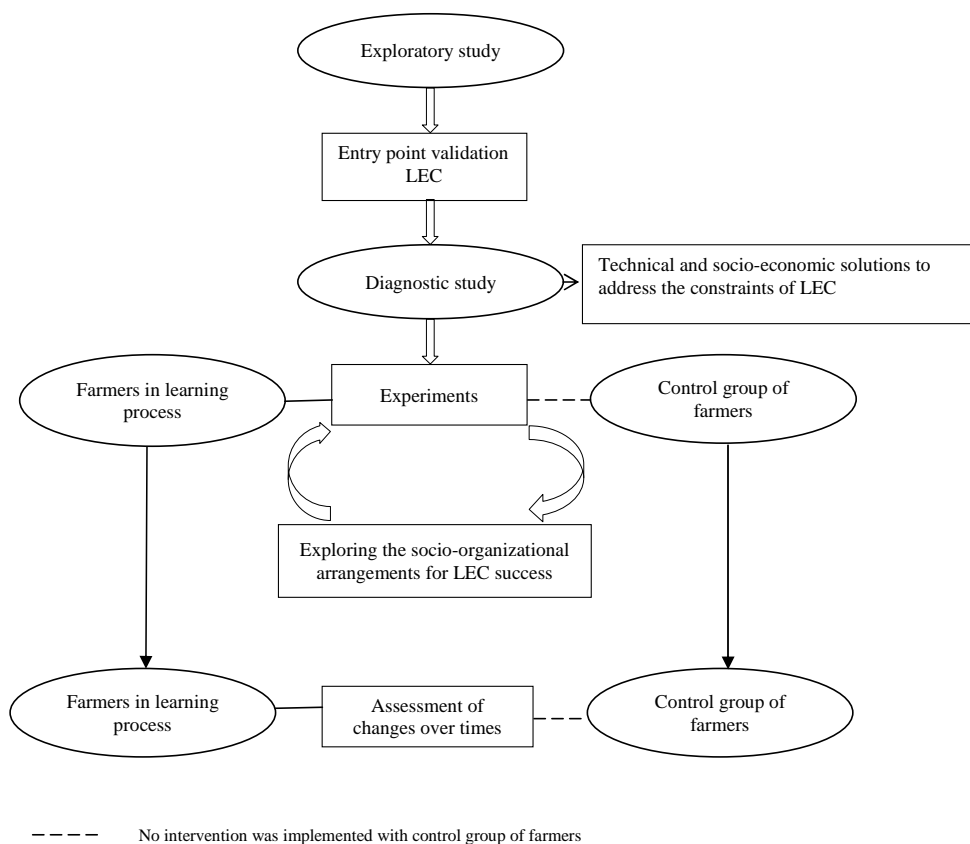 Exploratory study
Entry point validation
LEC
Diagnostic study
Technical and socio-economic solutions to
address the constraints of LEC
Farmers in learning
process
Experiments
Control group of
farmers
Exploring the socio-organizational
arrangements for LEC success
Farmers in learning
process
Assessment of
changes over times
Control group of
farmers
No intervention was implemented with control group of farmers